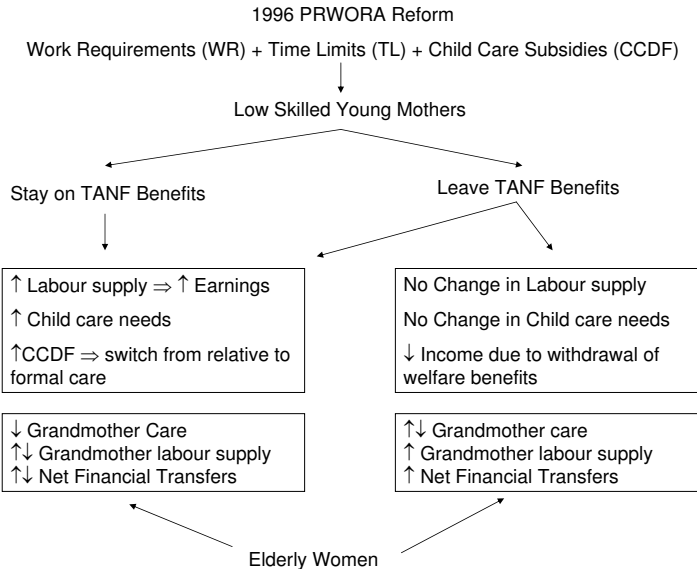 1996 PRWORA Reform
Work Requirements (WR) + Time Limits (TL) + Child Care Subsidies (CCDF)
Low Skilled Young Mothers
Stay on TANF Benefits
Leave TANF Benefits
↑ Labour supply ⇒ ↑ Earnings
↑ Child care needs
↑CCDF ⇒ switch from relative to
formal care
No Change in Labour supply
No Change in Child care needs
↓ Income due to withdrawal of
welfare benefits
↓ Grandmother Care
↑↓ Grandmother labour supply
↑↓ Net Financial Transfers
↑↓ Grandmother care
↑ Grandmother labour supply
↑ Net Financial Transfers
Elderly Women